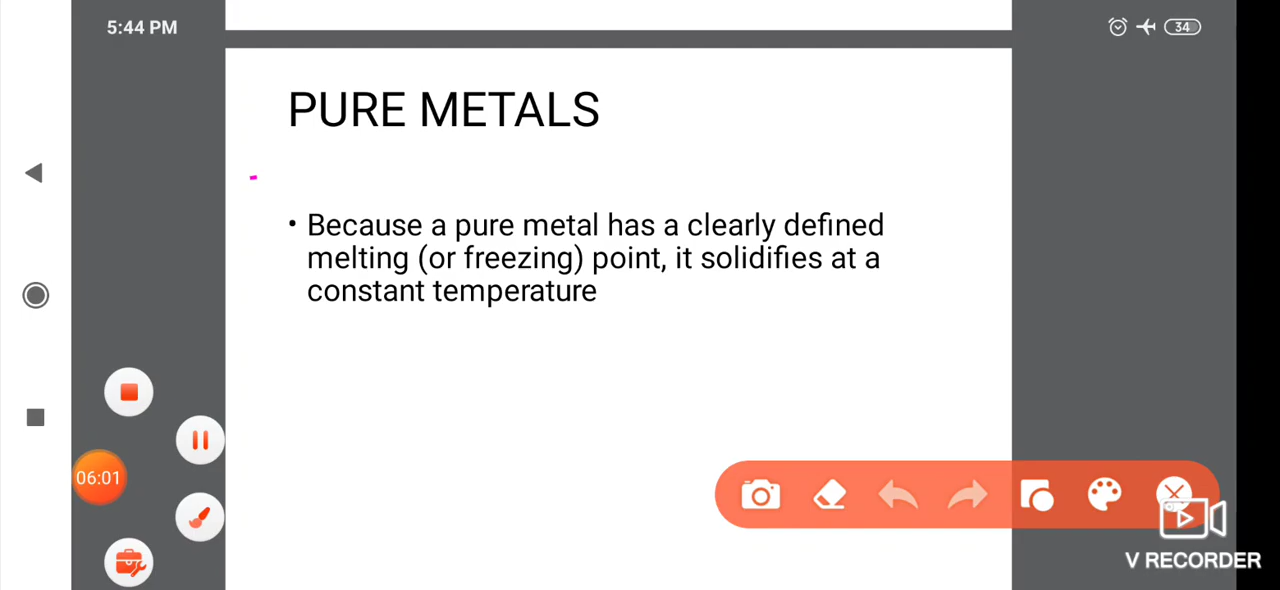 5:44 PM
34
PURE METALS
• Because a pure metal has a clearly defined
melting (or freezing) point, it solidifies at a
constant temperature
06:01
V RECORDER